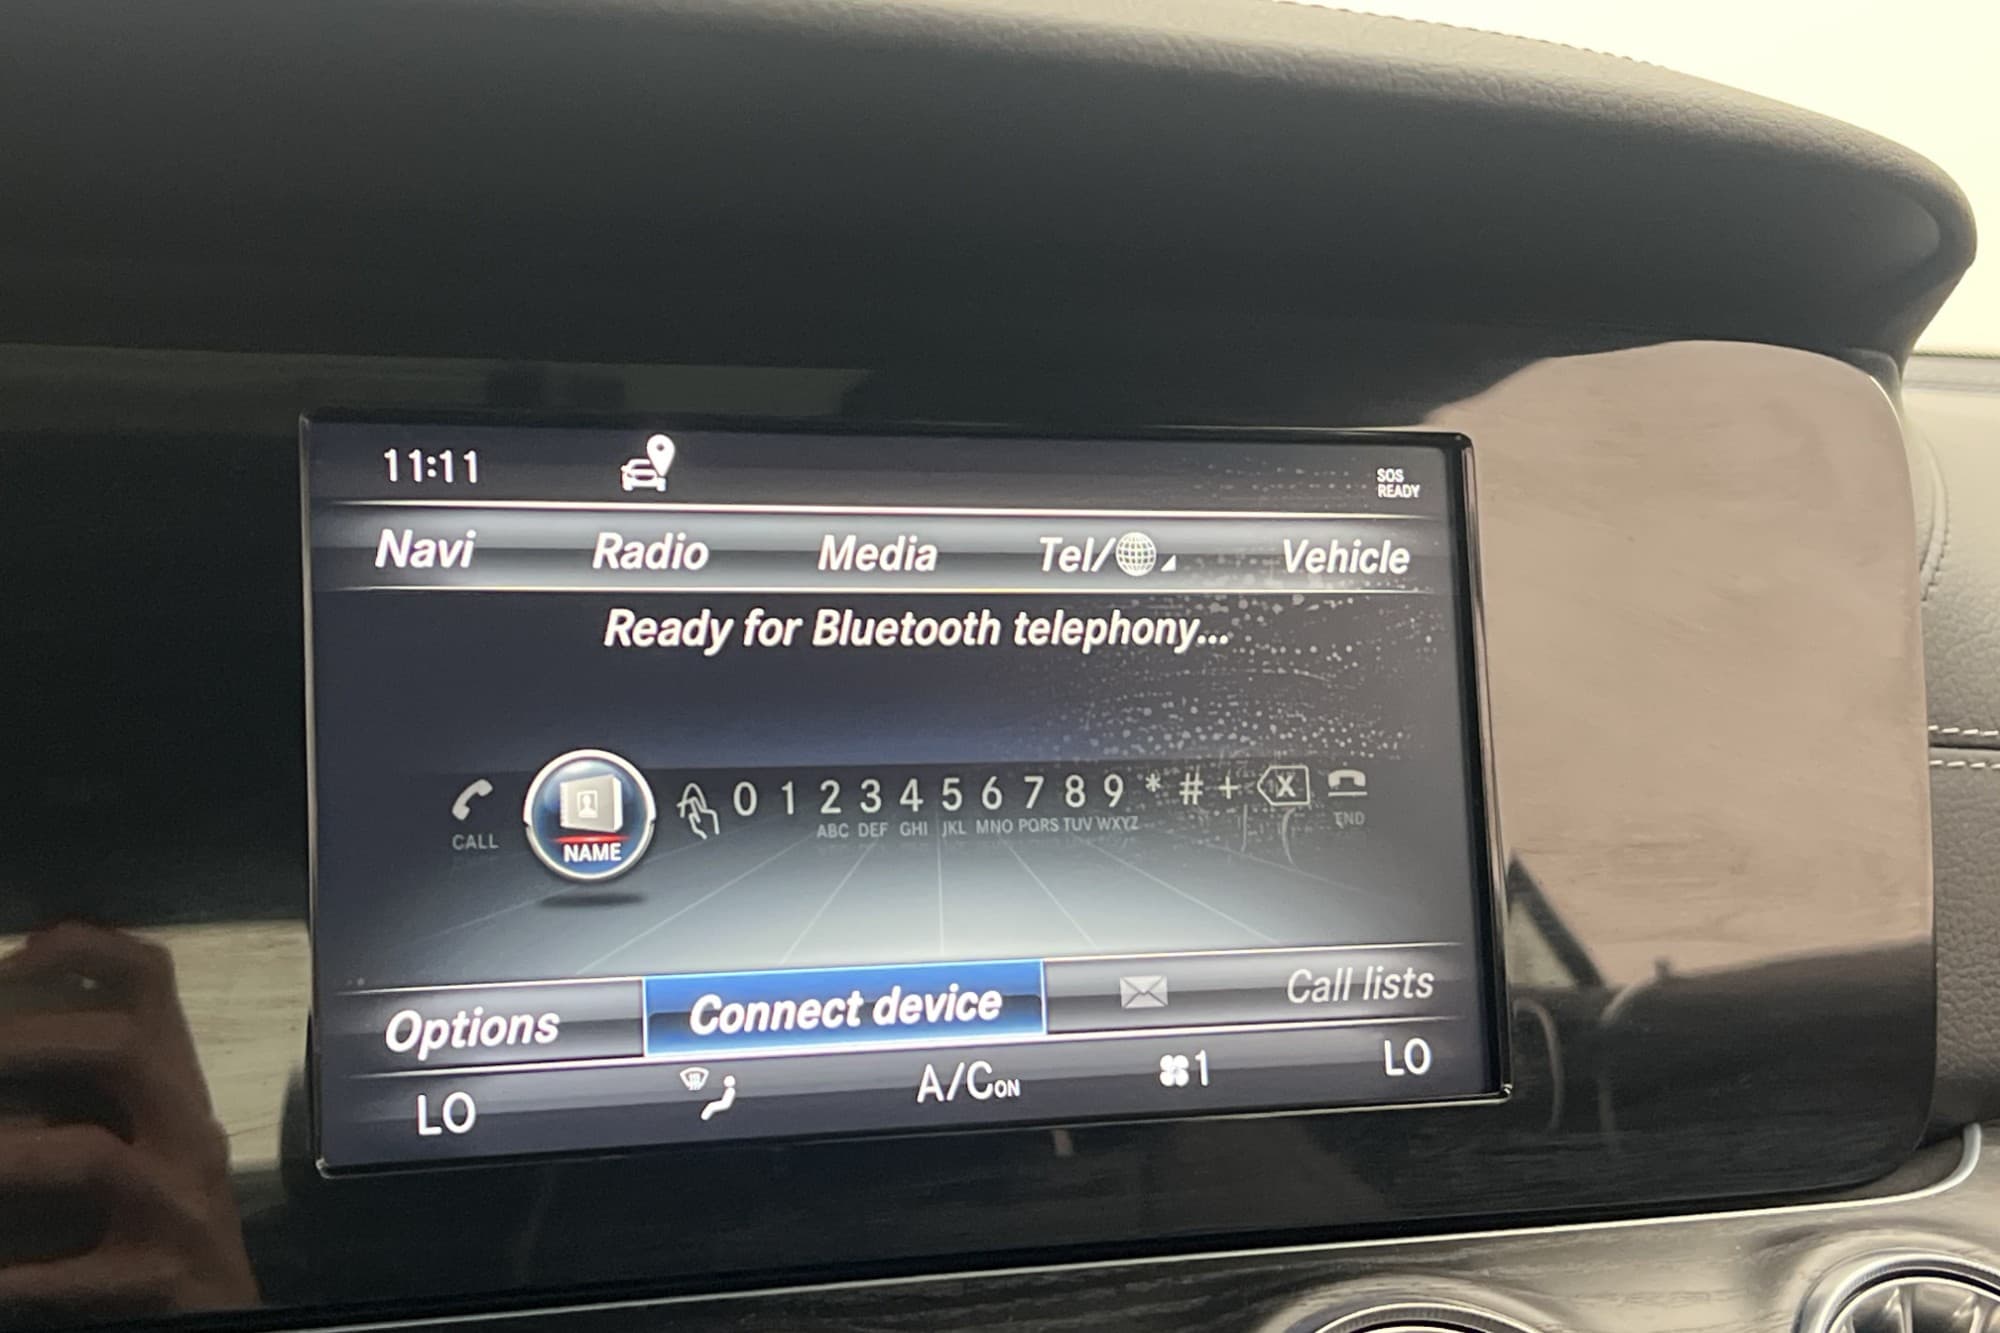 11:11
SOS
READY
Navi Radio Media Tel/ Vehicle
Ready for Bluetooth telephony...
0 1 2 3 4 5 6 7 8 9 * # + X
CALL NAME ABC DEF GHI JKL MNO PQRS TUV WXYZ END
Options Connect device Call lists
LO A/C ON 1 LO